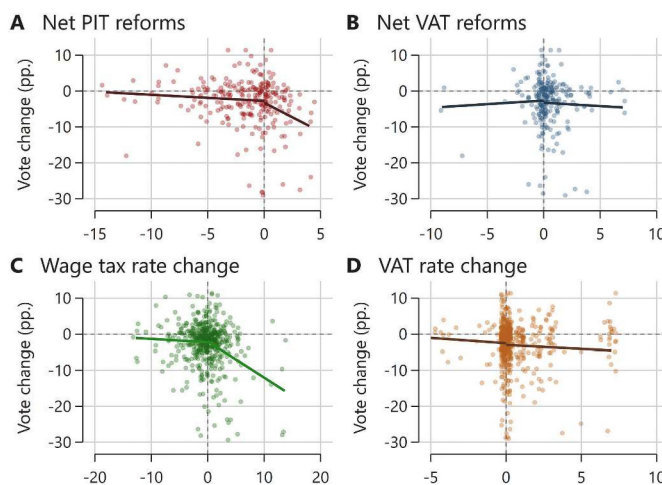 A Net PIT reforms
Vote change (pp.)
10
0
-10
-20
-30
-15 -10 -5 0 5
B Net VAT reforms
Vote change (pp.)
10
0
-10
-20
-30
-10 -5 0 5 10
C Wage tax rate change
Vote change (pp.)
10
0
-10
-20
-30
-20 -10 0 10 20
D VAT rate change
Vote change (pp.)
10
0
-10
-20
-30
-5 0 5 10